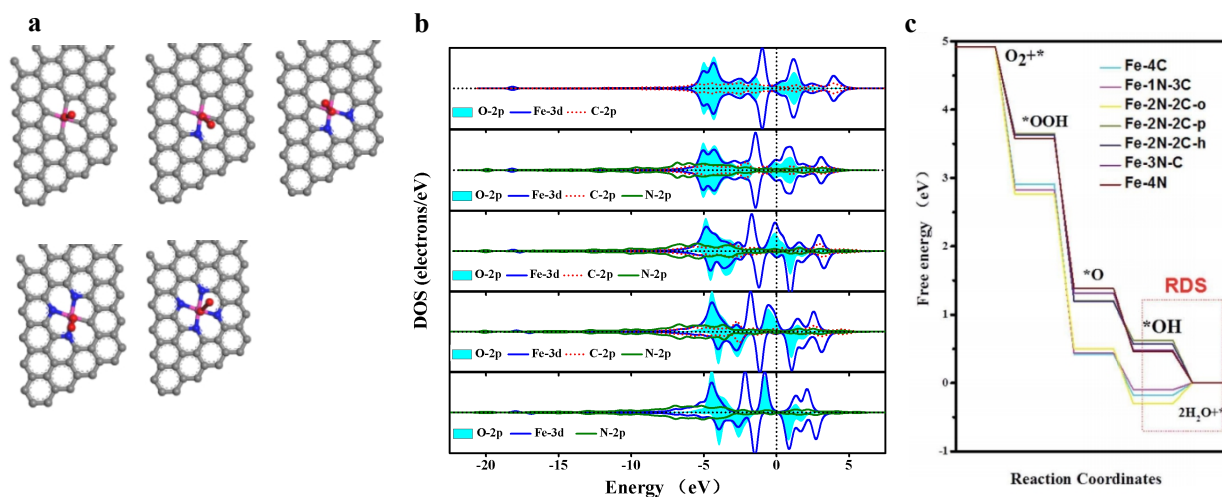 a
b
DOS (electrons/eV)
O-2p Fe-3d C-2p
O-2p Fe-3d C-2p N-2p
O-2p Fe-3d C-2p N-2p
O-2p Fe-3d C-2p N-2p
O-2p Fe-3d N-2p
-20 -15 -10 -5 0 5
Energy (eV)
c
Free energy (eV)
5
4
3
2
1
0
-1
O₂+*
*OOH
*O
*OH
RDS
2H₂O+*
Fe-4C
Fe-1N-3C
Fe-2N-2C-o
Fe-2N-2C-p
Fe-2N-2C-h
Fe-3N-C
Fe-4N
Reaction Coordinates